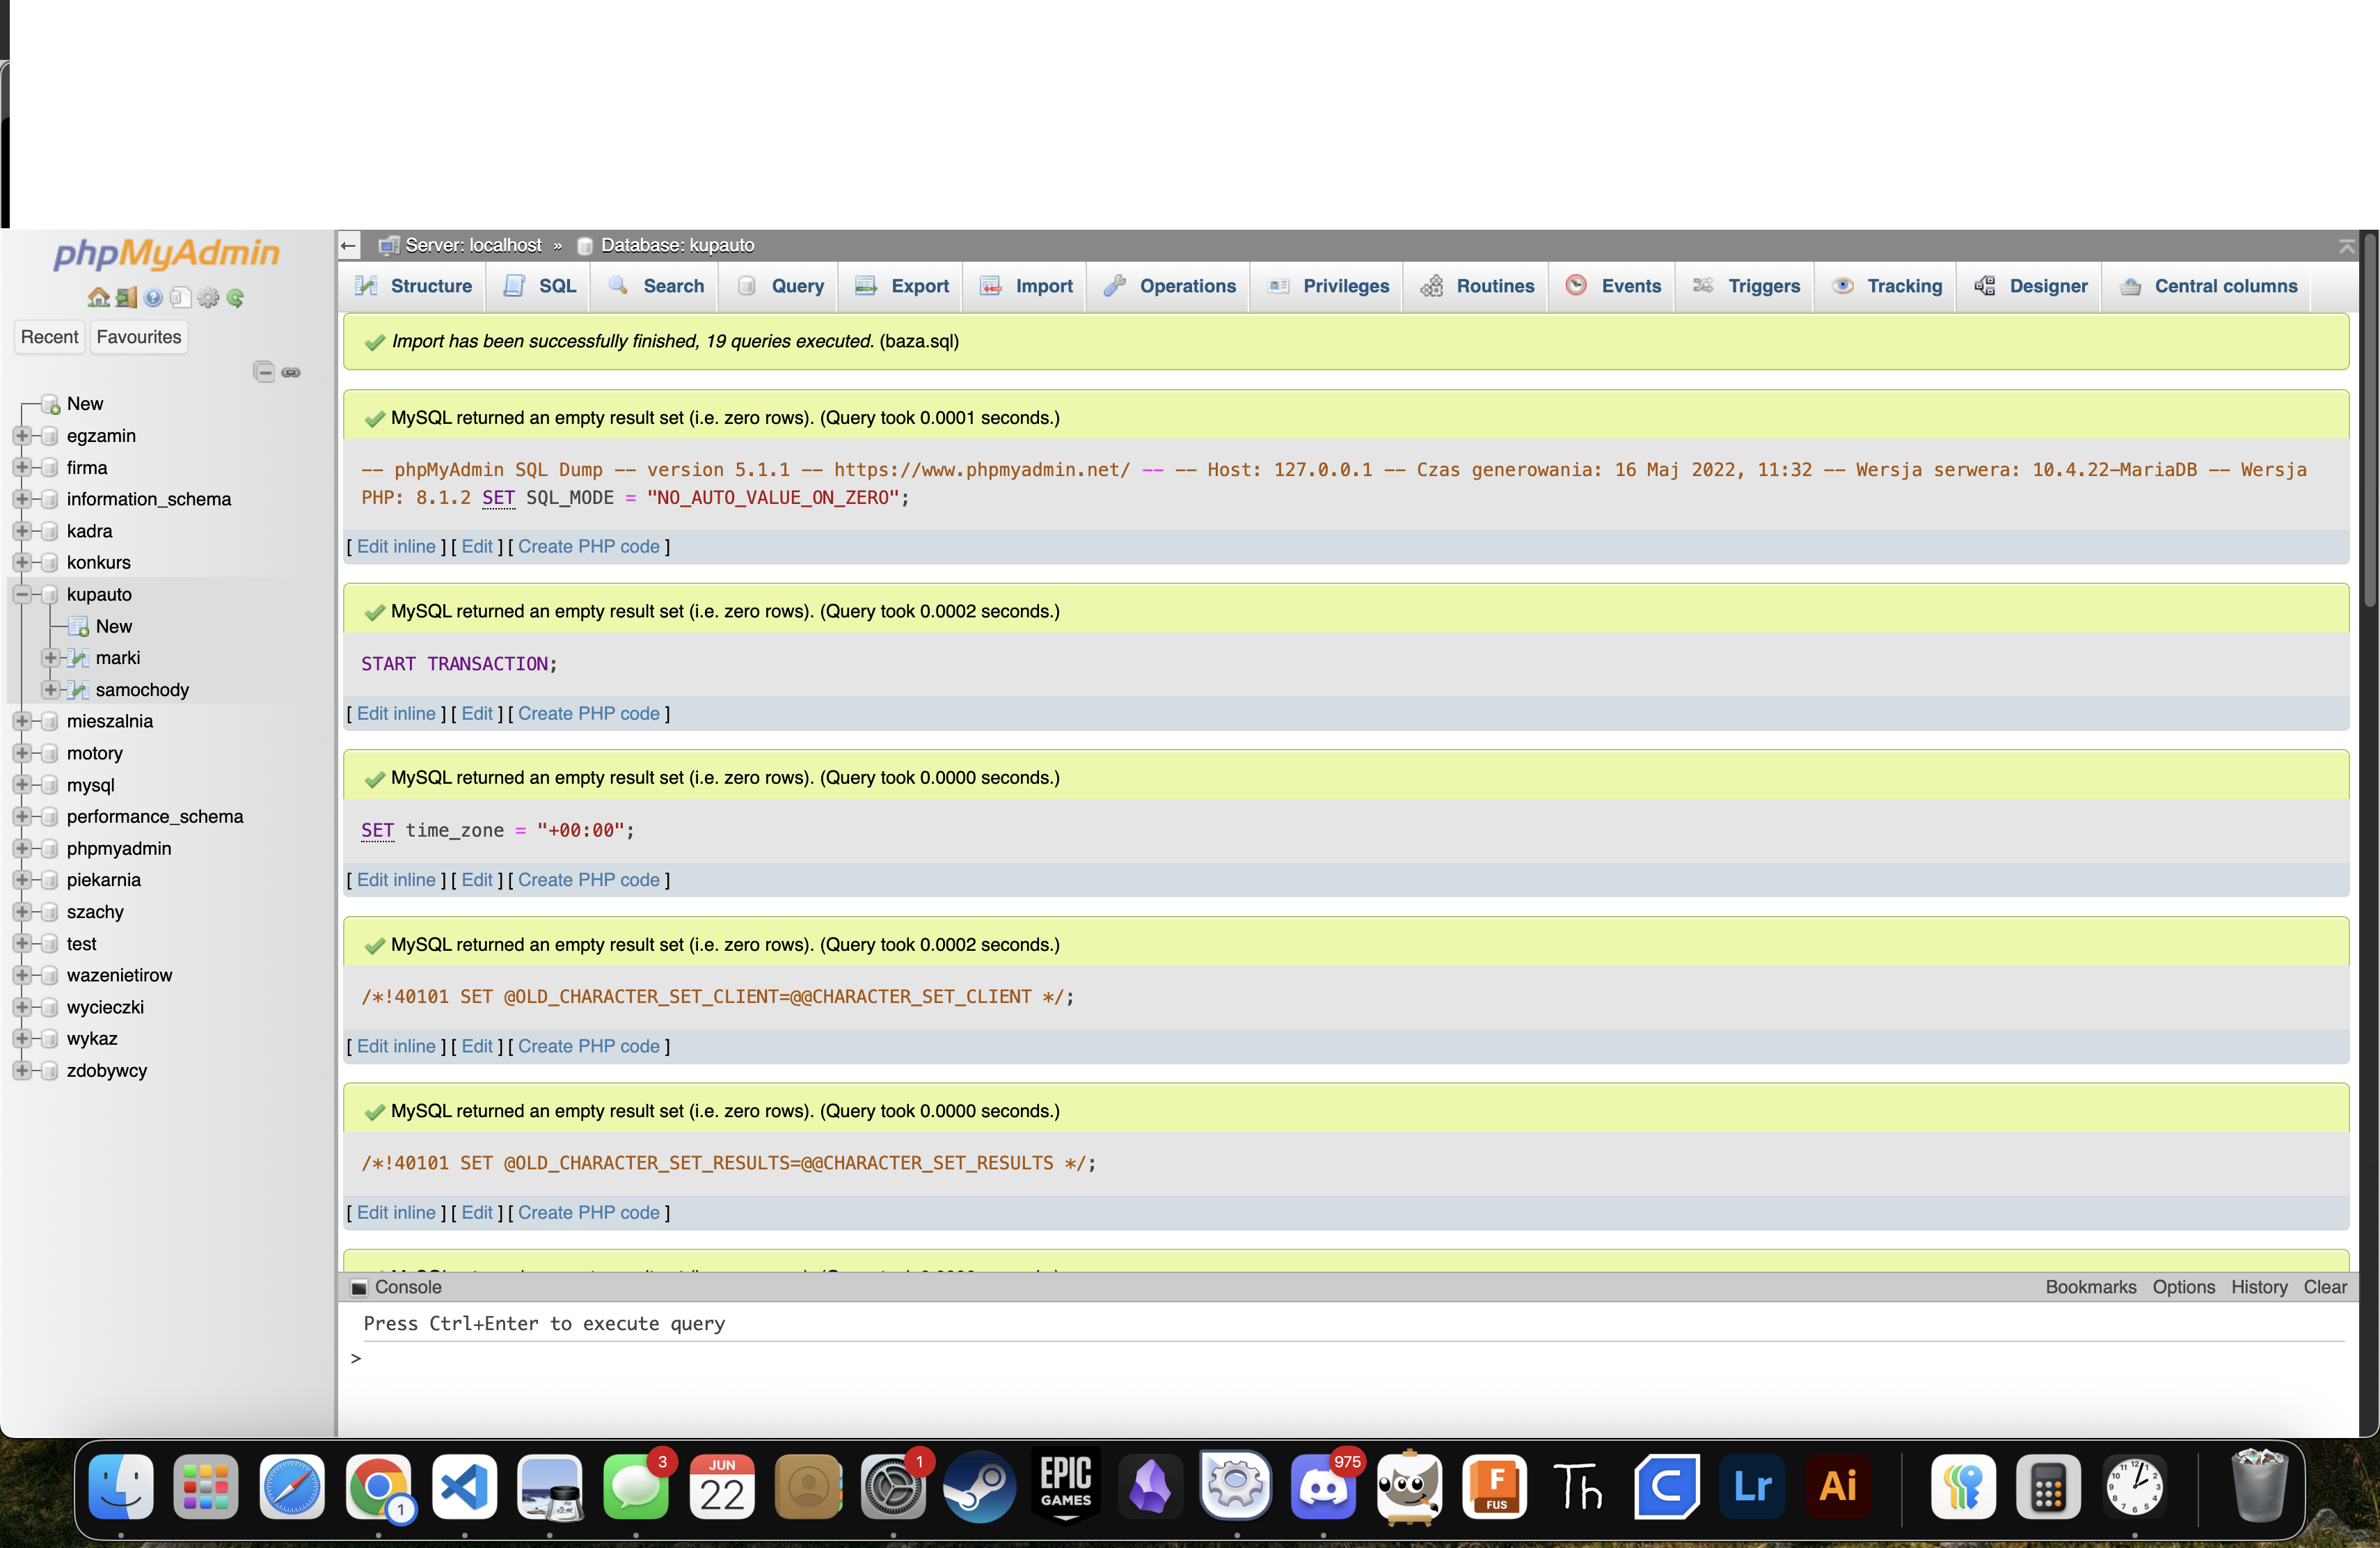 phpMyAdmin
Recent
Favourites
New
egzamin
firma
information_schema
kadra
konkurs
kupauto
New
marki
samochody
mieszalnia
motory
mysql
performance_schema
phpmyadmin
piekarnia
szachy
test
wazenietirow
wycieczki
wykaz
zdobywcy
Server: localhost » Database: kupauto
Structure SQL Search Query Export Import Operations Privileges Routines Events Triggers Tracking Designer Central columns
Import has been successfully finished, 19 queries executed. (baza.sql)
MySQL returned an empty result set (i.e. zero rows). (Query took 0.0001 seconds.)
-- phpMyAdmin SQL Dump -- version 5.1.1 -- https://www.phpmyadmin.net/ -- -- Host: 127.0.0.1 -- Czas generowania: 16 Maj 2022, 11:32 -- Wersja serwera: 10.4.22-MariaDB -- Wersja
PHP: 8.1.2 SET SQL_MODE = "NO_AUTO_VALUE_ON_ZERO";
[ Edit inline ] [ Edit ] [ Create PHP code ]
MySQL returned an empty result set (i.e. zero rows). (Query took 0.0002 seconds.)
START TRANSACTION;
[ Edit inline ] [ Edit ] [ Create PHP code ]
MySQL returned an empty result set (i.e. zero rows). (Query took 0.0000 seconds.)
SET time_zone = "+00:00";
[ Edit inline ] [ Edit ] [ Create PHP code ]
MySQL returned an empty result set (i.e. zero rows). (Query took 0.0002 seconds.)
/*!40101 SET @OLD_CHARACTER_SET_CLIENT=@@CHARACTER_SET_CLIENT */;
[ Edit inline ] [ Edit ] [ Create PHP code ]
MySQL returned an empty result set (i.e. zero rows). (Query took 0.0000 seconds.)
/*!40101 SET @OLD_CHARACTER_SET_RESULTS=@@CHARACTER_SET_RESULTS */;
[ Edit inline ] [ Edit ] [ Create PHP code ]
Console
Bookmarks Options History Clear
Press Ctrl+Enter to execute query
>
1
3
JUN
22
1
EPIC
GAMES
975
F
FUS
Th
C
Lr
Ai